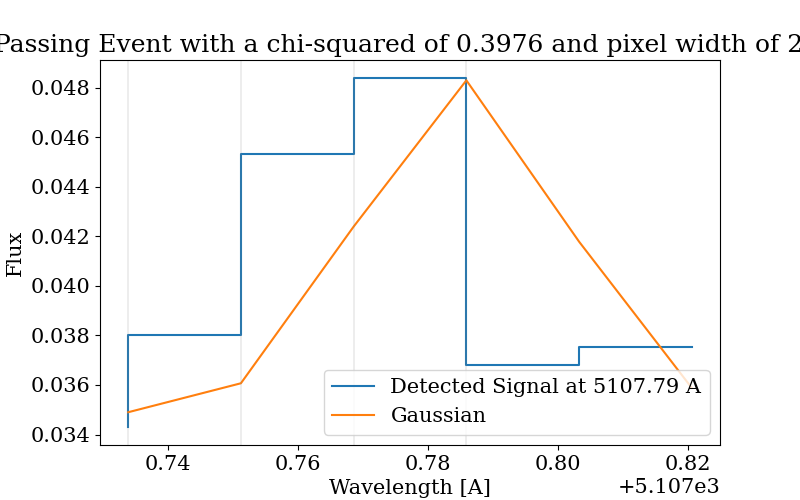 Passing Event with a chi-squared of 0.3976 and pixel width of 2
0.048
0.046
0.044
0.042
0.040
0.038
0.036
0.034
Flux
Detected Signal at 5107.79 A
Gaussian
0.74 0.76 0.78 0.80 0.82
+5.107e3
Wavelength [A]